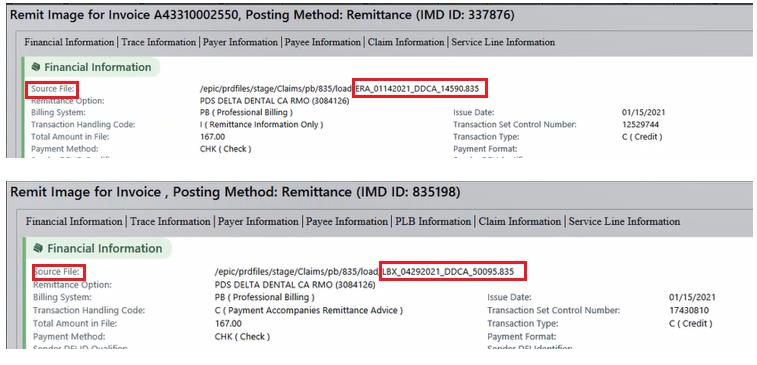 Remit Image for Invoice A43310002550, Posting Method: Remittance (IMD ID: 337876)
Financial Information | Trace Information | Payer Information | Payee Information | Claim Information | Service Line Information
Financial Information
Source File: /epic/prdfiles/stage/Claims/pb/835/load/ERA_01142021_DDCA_14590.835
Remittance Option: PDS DELTA DENTAL CA RMO (3084126)
Billing System: PB ( Professional Billing ) Issue Date: 01/15/2021
Transaction Handling Code: I ( Remittance Information Only ) Transaction Set Control Number: 12529744
Total Amount in File: 167.00 Transaction Type: C ( Credit )
Payment Method: CHK ( Check ) Payment Format:
Remit Image for Invoice , Posting Method: Remittance (IMD ID: 835198)
Financial Information | Trace Information | Payer Information | Payee Information | PLB Information | Claim Information | Service Line Information
Financial Information
Source File: /epic/prdfiles/stage/Claims/pb/835/load/LBX_04292021_DDCA_50095.835
Remittance Option: PDS DELTA DENTAL CA RMO (3084126)
Billing System: PB ( Professional Billing ) Issue Date: 01/15/2021
Transaction Handling Code: C ( Payment Accompanies Remittance Advice ) Transaction Set Control Number: 17430810
Total Amount in File: 167.00 Transaction Type: C ( Credit )
Payment Method: CHK ( Check ) Payment Format: